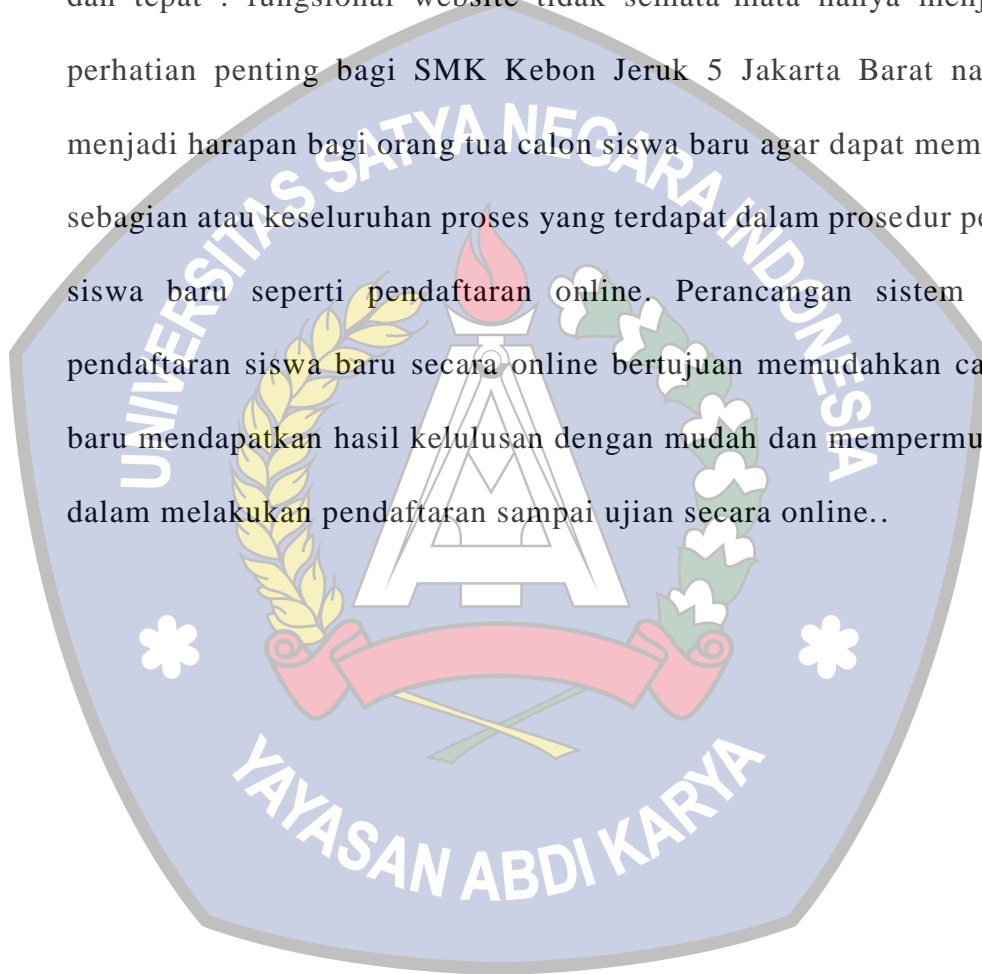 dan tepat . fungsional website tidak semata mata hanya menj
perhatian penting bagi SMK Kebon Jeruk 5 Jakarta Barat na
menjadi harapan bagi orang tua calon siswa baru agar dapat mem
sebagian atau keseluruhan proses yang terdapat dalam prosedur pe
siswa baru seperti pendaftaran online. Perancangan sistem
pendaftaran siswa baru secara online bertujuan memudahkan ca
baru mendapatkan hasil kelulusan dengan mudah dan mempermu
dalam melakukan pendaftaran sampai ujian secara online..
UNIVERSITAS SATYA NEGARA INDONESIA
YAYASAN ABDI KARYA